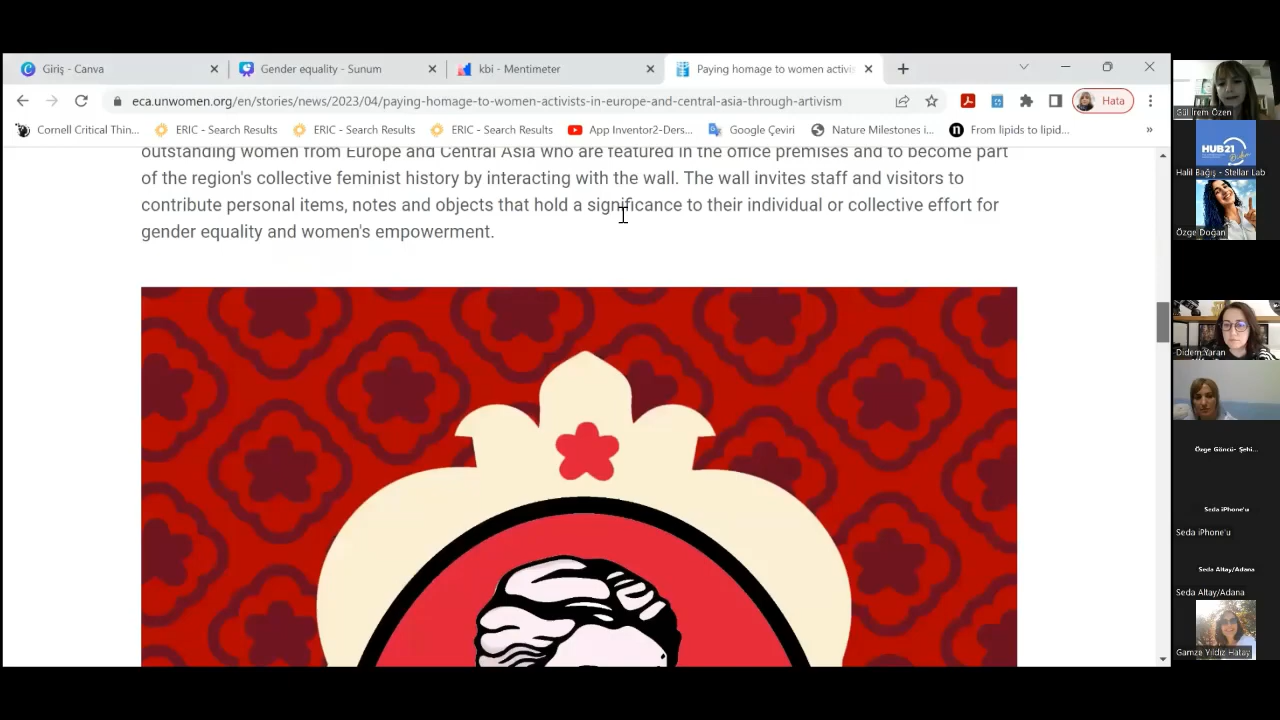 Giriş - Canva
Gender equality - Sunum
kbi - Mentimeter
Paying homage to women activis
eca.unwomen.org/en/stories/news/2023/04/paying-homage-to-women-activists-in-europe-and-central-asia-through-artivism
Hata
Cornell Critical Thin...
ERIC - Search Results
ERIC - Search Results
ERIC - Search Results
App Inventor2-Ders...
Google Çeviri
Nature Milestones i...
From lipids to lipid...
»
outstanding women from Europe and Central Asia who are featured in the office premises and to become part
of the region's collective feminist history by interacting with the wall. The wall invites staff and visitors to
contribute personal items, notes and objects that hold a significance to their individual or collective effort for
gender equality and women's empowerment.
Gül İrem Özen
HUB21
Halil Bağış - Stellar Lab
Özge Doğan
Didem Yaran
Özge Göncü- Şehi...
Seda iPhone'u
Seda iPhone'u
Seda Altay/Adana
Seda Altay/Adana
Gamze Yıldız Hatay